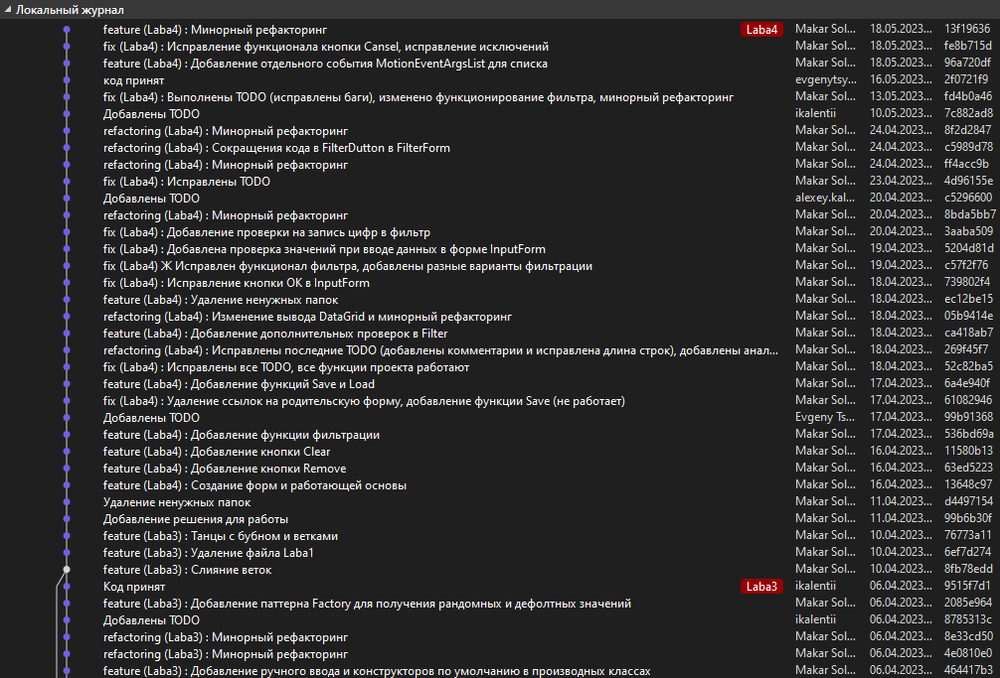 Локальный журнал
feature (Laba4) : Минорный рефакторинг Laba4 Makar Sol... 18.05.2023... 13f19636
fix (Laba4) : Исправление функционала кнопки Cansel, исправление исключений Makar Sol... 18.05.2023... fe8b715d
feature (Laba4) : Добавление отдельного события MotionEventArgsList для списка Makar Sol... 18.05.2023... 96a720df
код принят evgenytsy... 16.05.2023... 2f0721f9
fix (Laba4) : Выполнены TODO (исправлены баги), изменено функционирование фильтра, минорный рефакторинг Makar Sol... 13.05.2023... fd4b0a46
Добавлены TODO ikalentii 10.05.2023... 7c882ad8
refactoring (Laba4) : Минорный рефакторинг Makar Sol... 24.04.2023... 8f2d2847
refactoring (Laba4) : Сокращения кода в FilterDutton в FilterForm Makar Sol... 24.04.2023... c5989d78
refactoring (Laba4) : Минорный рефакторинг Makar Sol... 24.04.2023... ff4acc9b
fix (Laba4) : Исправлены TODO Makar Sol... 23.04.2023... 4d96155e
Добавлены TODO alexey.kal... 20.04.2023... c5296600
refactoring (Laba4) : Минорный рефакторинг Makar Sol... 20.04.2023... 8bda5bb7
fix (Laba4) : Добавление проверки на запись цифр в фильтр Makar Sol... 20.04.2023... 3aaba509
fix (Laba4) : Добавлена проверка значений при вводе данных в форме InputForm Makar Sol... 19.04.2023... 5204d81d
fix (Laba4) Ж Исправлен функционал фильтра, добавлены разные варианты фильтрации Makar Sol... 19.04.2023... c57f2f76
fix (Laba4) : Исправление кнопки OK в InputForm Makar Sol... 18.04.2023... 739802f4
feature (Laba4) : Удаление ненужных папок Makar Sol... 18.04.2023... ec12be15
refactoring (Laba4) : Изменение вывода DataGrid и минорный рефакторинг Makar Sol... 18.04.2023... 05b9414e
feature (Laba4) : Добавление дополнительных проверок в Filter Makar Sol... 18.04.2023... ca418ab7
refactoring (Laba4) : Исправлены последние TODO (добавлены комментарии и исправлена длина строк), добавлены анал... Makar Sol... 18.04.2023... 269f45f7
fix (Laba4) : Исправлены все TODO, все функции проекта работают Makar Sol... 18.04.2023... 52c82ba5
feature (Laba4) : Добавление функций Save и Load Makar Sol... 17.04.2023... 6a4e940f
fix (Laba4) : Удаление ссылок на родительскую форму, добавление функции Save (не работает) Makar Sol... 17.04.2023... 61082946
Добавлены TODO Evgeny Ts... 17.04.2023... 99b91368
feature (Laba4) : Добавление функции фильтрации Makar Sol... 17.04.2023... 536bd69a
feature (Laba4) : Добавление кнопки Clear Makar Sol... 16.04.2023... 11580b13
feature (Laba4) : Добавление кнопки Remove Makar Sol... 16.04.2023... 63ed5223
feature (Laba4) : Создание форм и работающей основы Makar Sol... 16.04.2023... 13648c97
Удаление ненужных папок Makar Sol... 11.04.2023... d4497154
Добавление решения для работы Makar Sol... 11.04.2023... 99b6b30f
feature (Laba3) : Танцы с бубном и ветками Makar Sol... 10.04.2023... 76773a11
feature (Laba3) : Удаление файла Laba1 Makar Sol... 10.04.2023... 6ef7d274
feature (Laba3) : Слияние веток Makar Sol... 10.04.2023... 8fb78edd
Код принят Laba3 ikalentii 06.04.2023... 9515f7d1
feature (Laba3) : Добавление паттерна Factory для получения рандомных и дефолтных значений Makar Sol... 06.04.2023... 2085e964
Добавлены TODO ikalentii 06.04.2023... 8785313c
refactoring (Laba3) : Минорный рефакторинг Makar Sol... 06.04.2023... 8e33cd50
refactoring (Laba3) : Минорный рефакторинг Makar Sol... 06.04.2023... 4e0810e0
feature (Laba3) : Добавление ручного ввода и конструкторов по умолчанию в производных классах Makar Sol... 06.04.2023... 464417b3